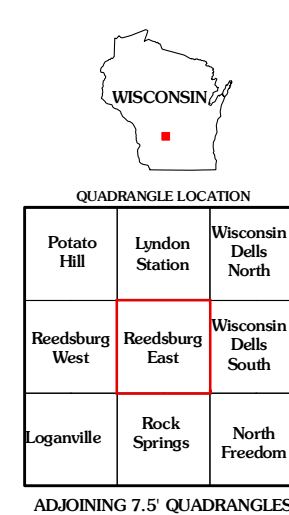 WISCONSIN
QUADRANGLE LOCATION
Potato
Hill
Lyndon
Station
Wisconsin
Dells
North
Reedsburg
West
Reedsburg
East
Wisconsin
Dells
South
Loganville
Rock
Springs
North
Freedom
ADJOINING 7.5' QUADRANGLES